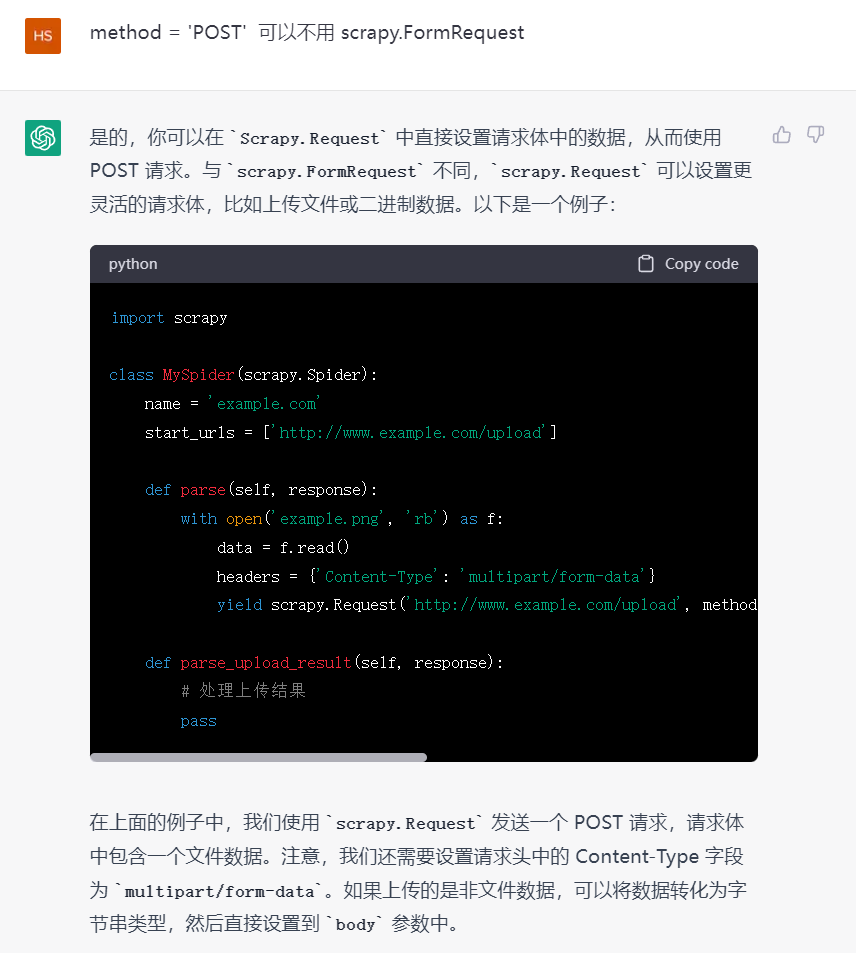 HS
method = 'POST' 可以不用 scrapy.FormRequest
是的，你可以在 `Scrapy.Request` 中直接设置请求体中的数据，从而使用
POST 请求。与 `scrapy.FormRequest` 不同，`scrapy.Request` 可以设置更
灵活的请求体，比如上传文件或二进制数据。以下是一个例子：
python
Copy code
import scrapy
class MySpider(scrapy.Spider):
    name = 'example.com'
    start_urls = ['http://www.example.com/upload']
    def parse(self, response):
        with open('example.png', 'rb') as f:
            data = f.read()
            headers = {'Content-Type': 'multipart/form-data'}
            yield scrapy.Request('http://www.example.com/upload', method
    def parse_upload_result(self, response):
        # 处理上传结果
        pass
在上面的例子中，我们使用 `scrapy.Request` 发送一个 POST 请求，请求体
中包含一个文件数据。注意，我们还需要设置请求头中的 Content-Type 字段
为 `multipart/form-data`。如果上传的是非文件数据，可以将数据转化为字
节串类型，然后直接设置到 `body` 参数中。